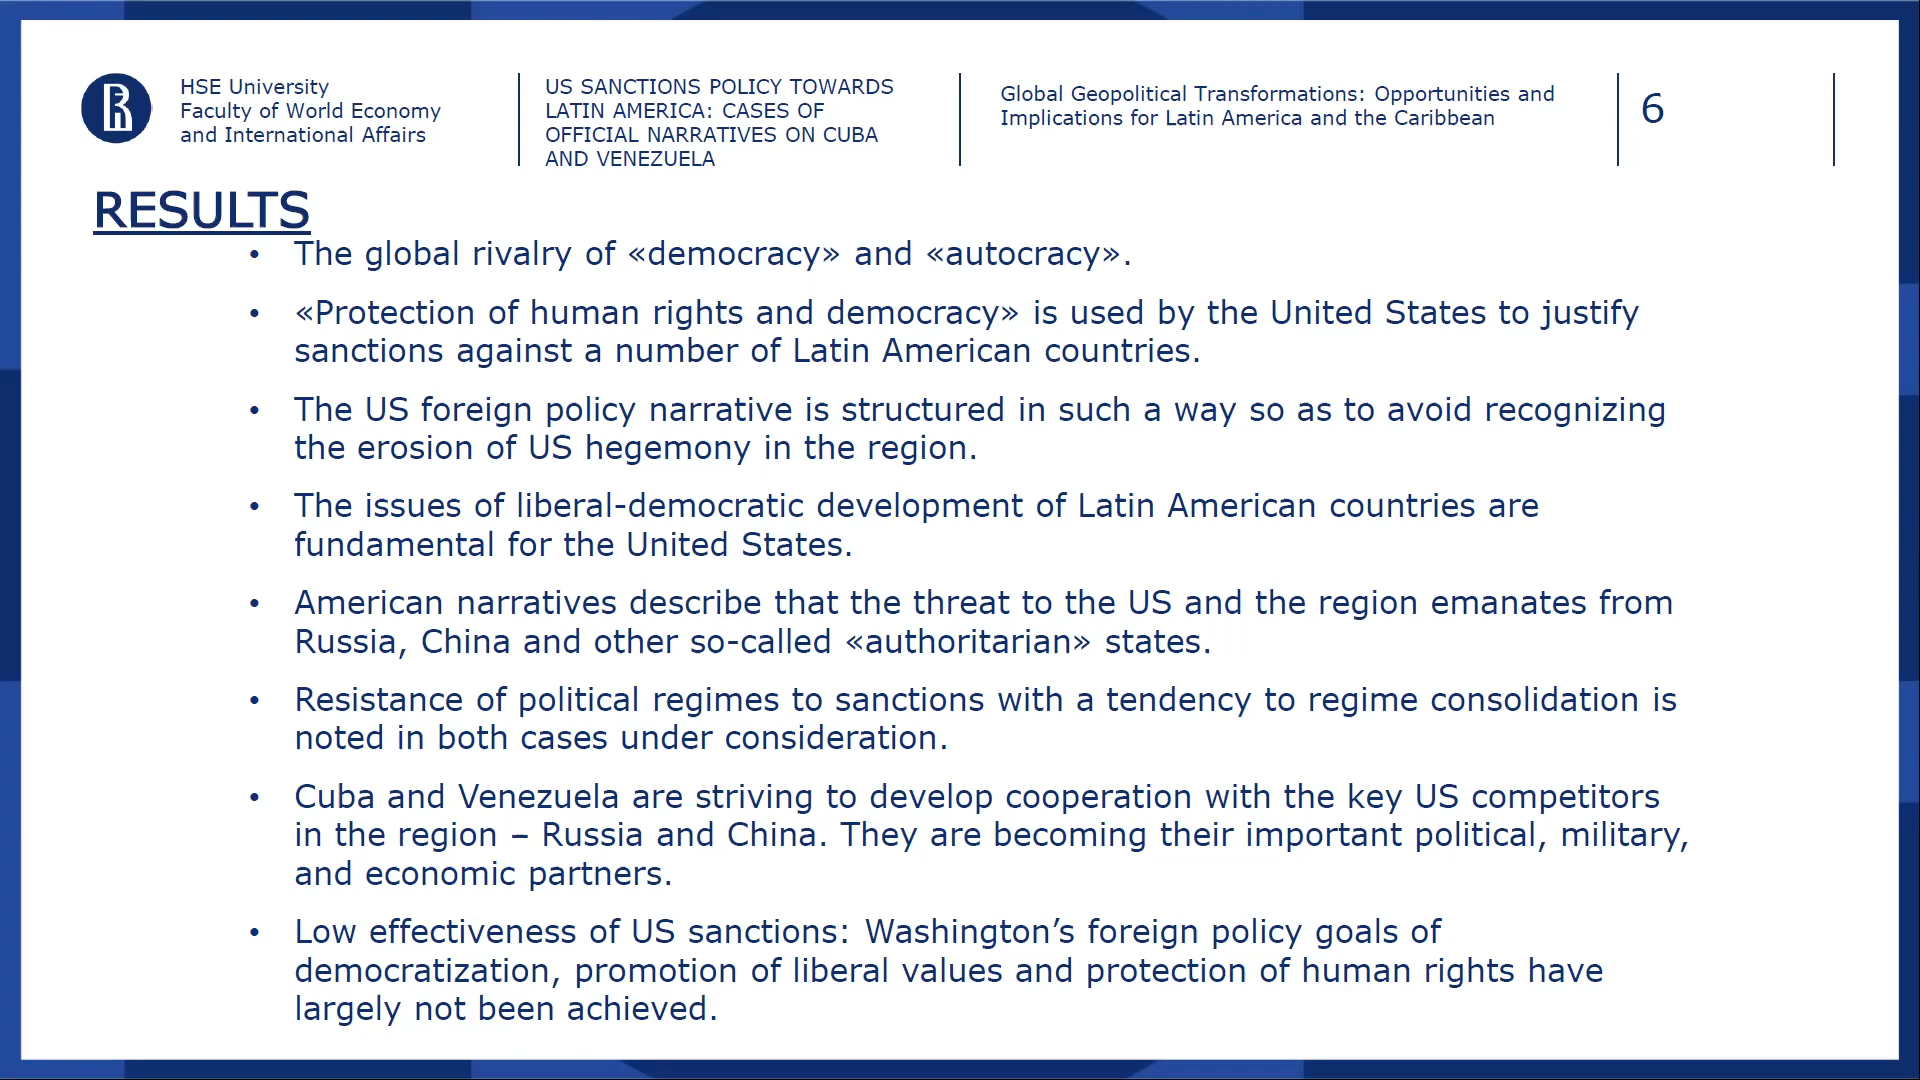 HSE University
Faculty of World Economy
and International Affairs
US SANCTIONS POLICY TOWARDS
LATIN AMERICA: CASES OF
OFFICIAL NARRATIVES ON CUBA
AND VENEZUELA
Global Geopolitical Transformations: Opportunities and
Implications for Latin America and the Caribbean
6
RESULTS
• The global rivalry of «democracy» and «autocracy».
• «Protection of human rights and democracy» is used by the United States to justify
sanctions against a number of Latin American countries.
• The US foreign policy narrative is structured in such a way so as to avoid recognizing
the erosion of US hegemony in the region.
• The issues of liberal-democratic development of Latin American countries are
fundamental for the United States.
• American narratives describe that the threat to the US and the region emanates from
Russia, China and other so-called «authoritarian» states.
• Resistance of political regimes to sanctions with a tendency to regime consolidation is
noted in both cases under consideration.
• Cuba and Venezuela are striving to develop cooperation with the key US competitors
in the region – Russia and China. They are becoming their important political, military,
and economic partners.
• Low effectiveness of US sanctions: Washington’s foreign policy goals of
democratization, promotion of liberal values and protection of human rights have
largely not been achieved.